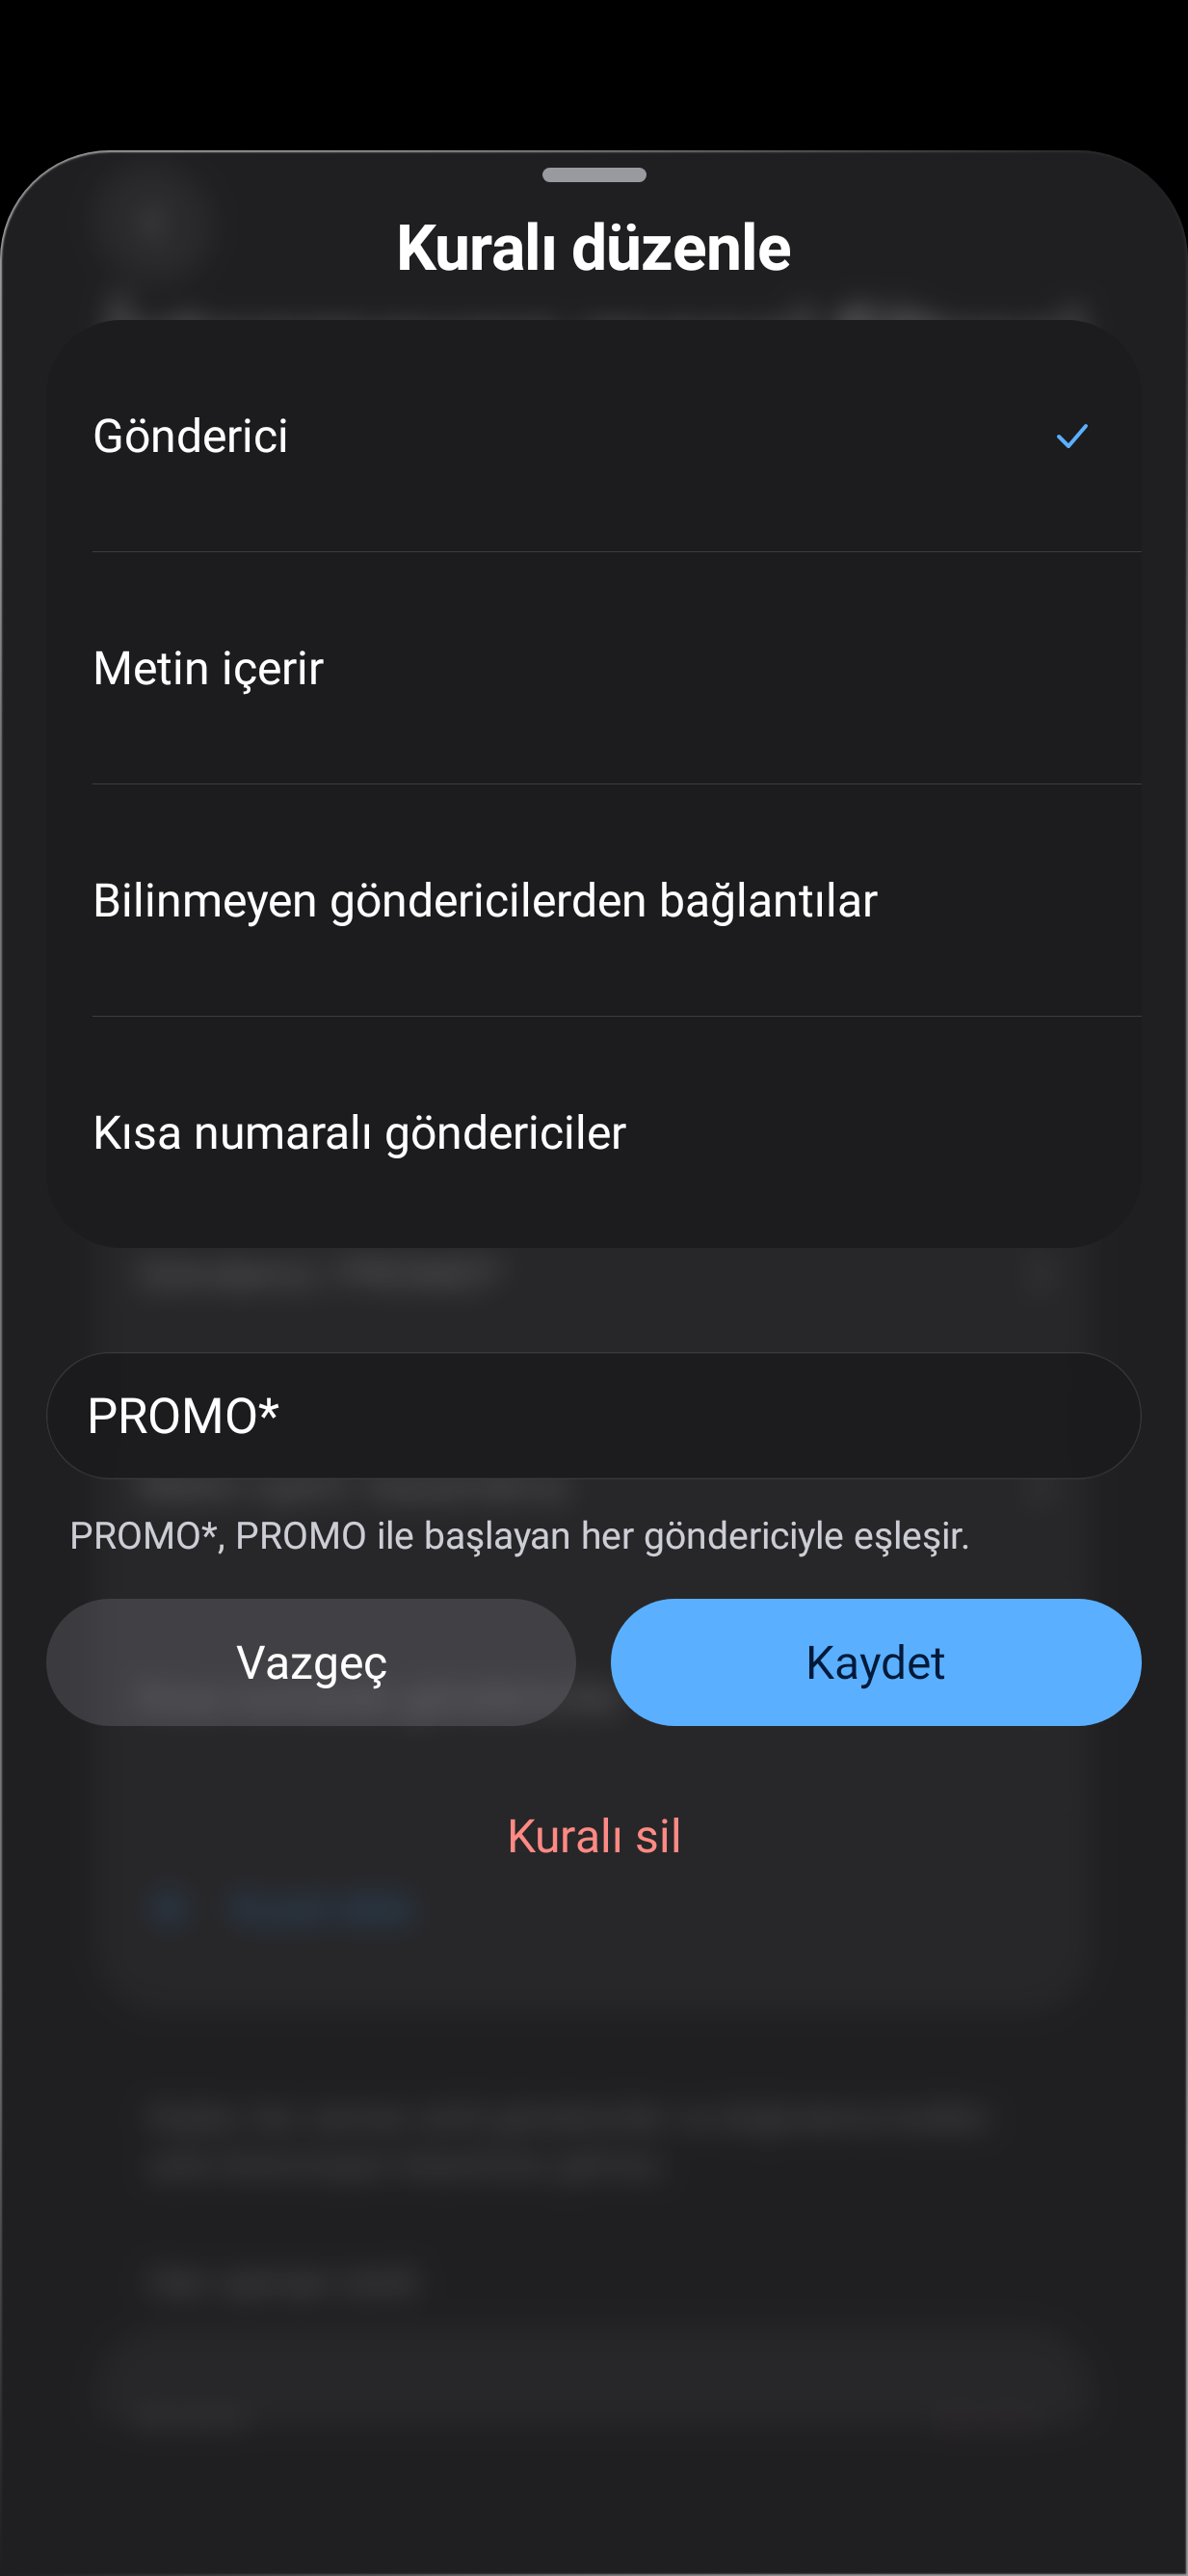 Kuralı düzenle
Gönderici
Metin içerir
Bilinmeyen göndericilerden bağlantılar
Kısa numaralı göndericiler
PROMO*
PROMO*, PROMO ile başlayan her göndericiyle eşleşir.
Vazgeç
Kaydet
Kuralı sil